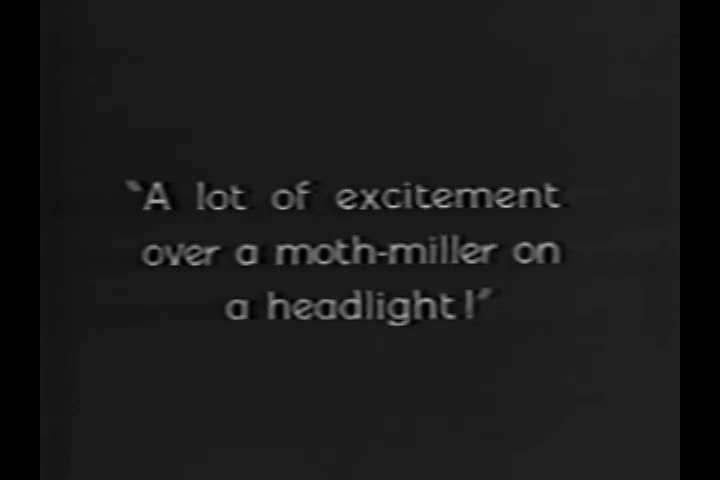 "A lot of excitement
over a moth-miller on
a headlight!"